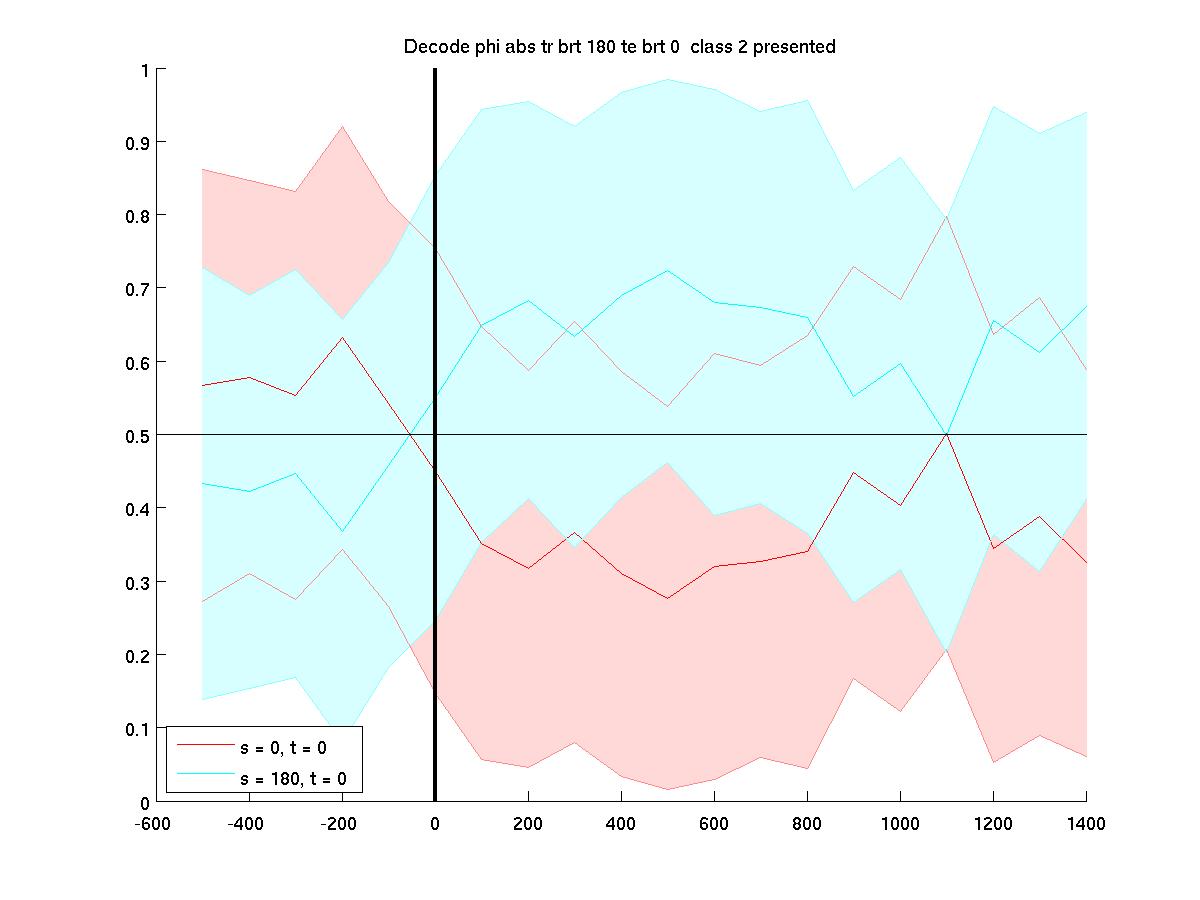 Decode phi abs tr brt 180 te brt 0  class 2 presented
1
0.9
0.8
0.7
0.6
0.5
0.4
0.3
0.2
0.1
0
s = 0, t = 0
s = 180, t = 0
-600 -400 -200 0 200 400 600 800 1000 1200 1400